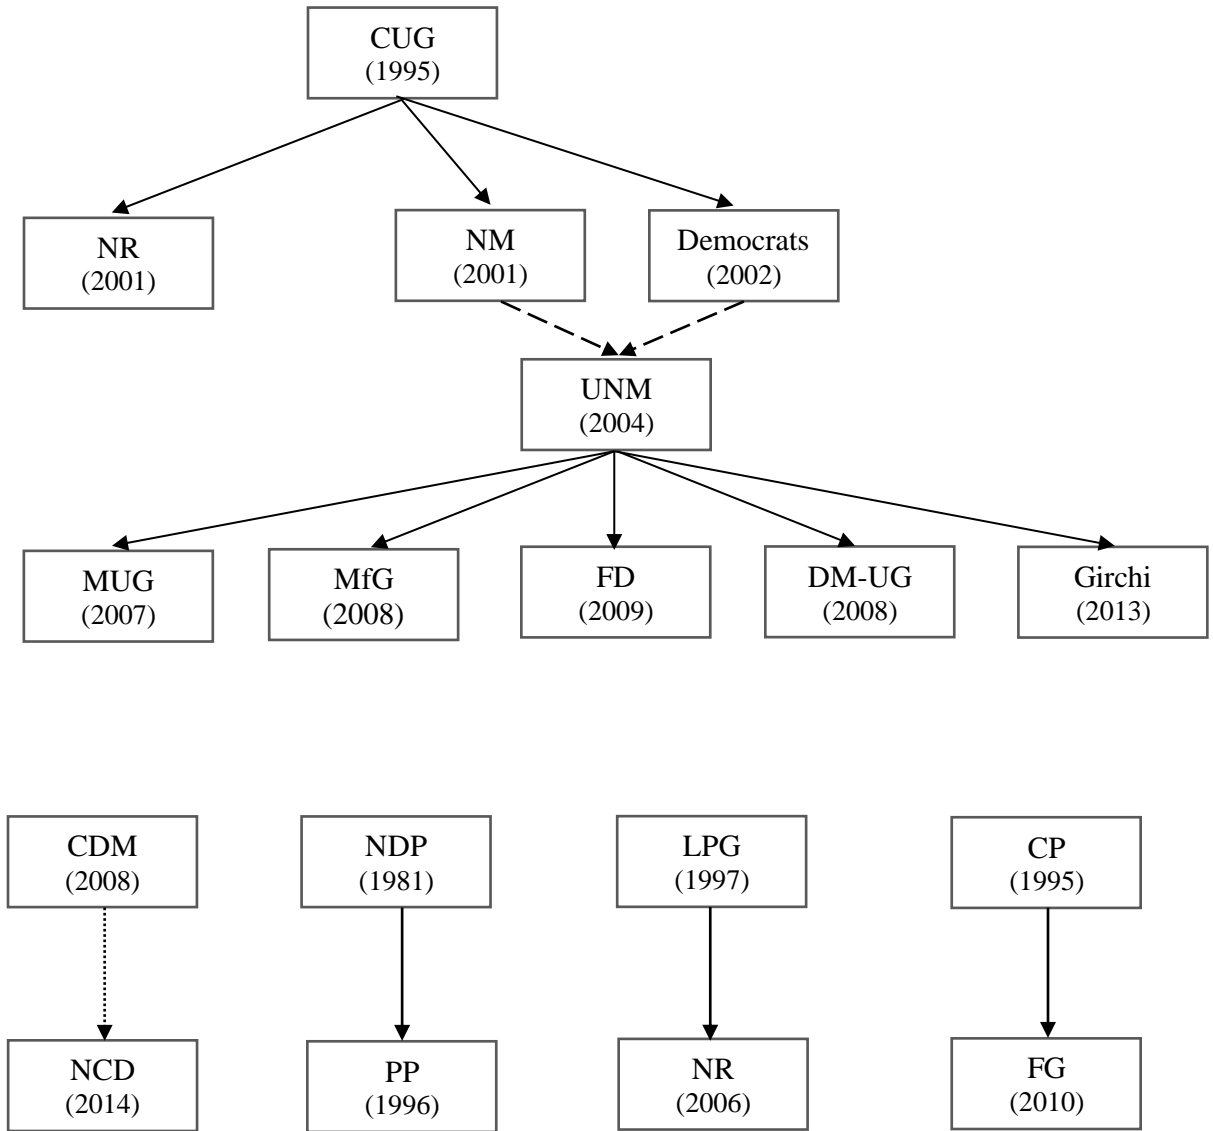 CUG
(1995)
NR
(2001)
NM
(2001)
Democrats
(2002)
UNM
(2004)
MUG
(2007)
MfG
(2008)
FD
(2009)
DM-UG
(2008)
Girchi
(2013)
CDM
(2008)
NDP
(1981)
LPG
(1997)
CP
(1995)
NCD
(2014)
PP
(1996)
NR
(2006)
FG
(2010)